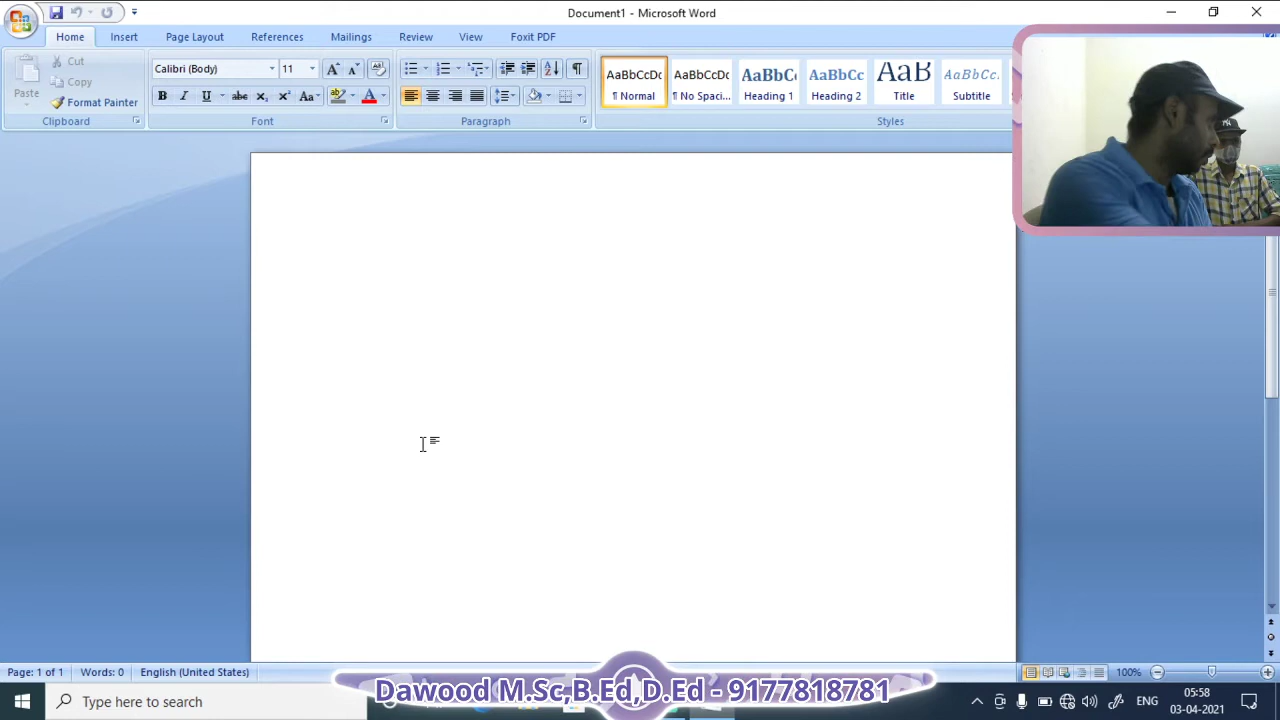 Document1 - Microsoft Word
Home Insert Page Layout References Mailings Review View Foxit PDF
Paste
Cut
Copy
Format Painter
Clipboard
Calibri (Body) 11
Font
Paragraph
AaBbCcDc AaBbCcDc AaBbC AaBbCc AaB AaBbCc.
¶ Normal ¶ No Spaci... Heading 1 Heading 2 Title Subtitle
Styles
Page: 1 of 1 Words: 0 English (United States) 100%
Dawood M.Sc,B.Ed,D.Ed - 9177818781
Type here to search
ENG
05:58
03-04-2021